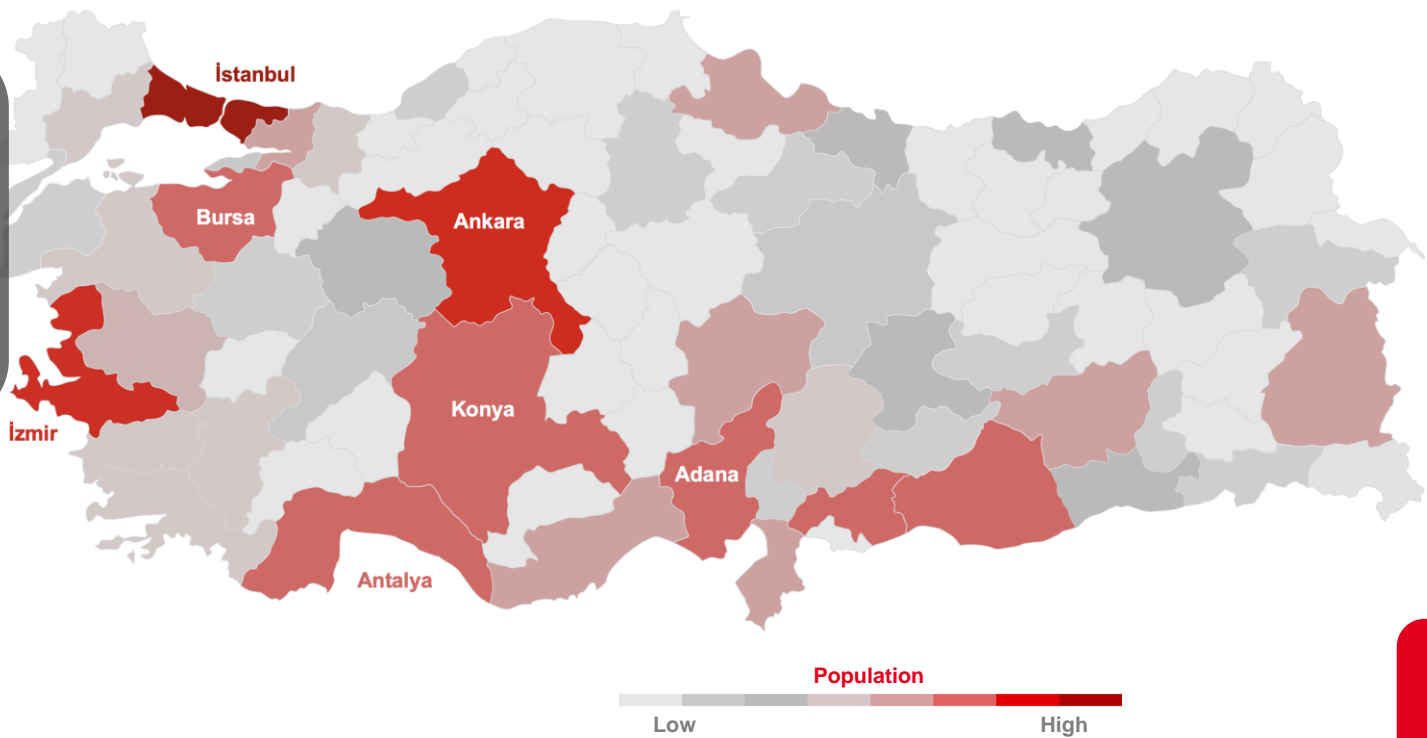 İstanbul
Bursa
Ankara
Konya
İzmir
Adana
Antalya
Population
Low
High